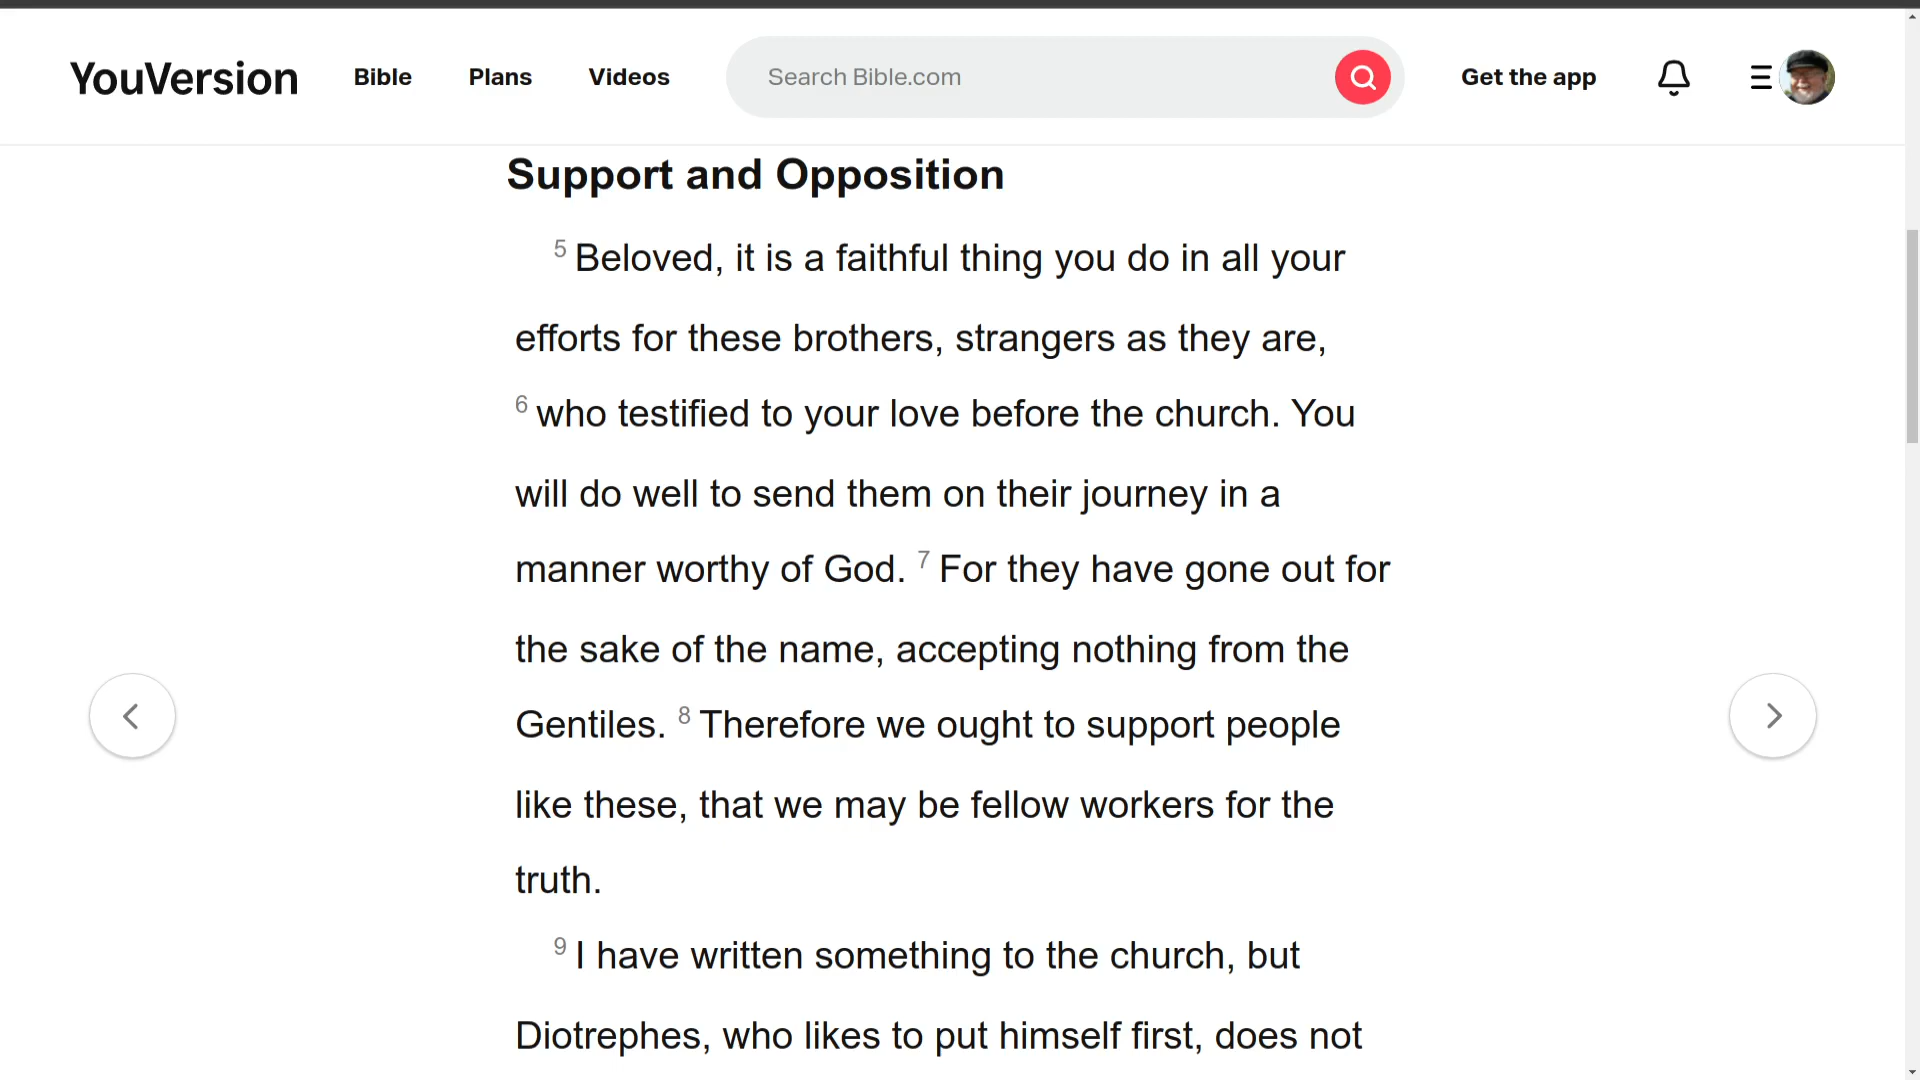 YouVersion Bible Plans Videos Search Bible.com Get the app
Support and Opposition
5 Beloved, it is a faithful thing you do in all your
efforts for these brothers, strangers as they are,
6 who testified to your love before the church. You
will do well to send them on their journey in a
manner worthy of God. 7 For they have gone out for
the sake of the name, accepting nothing from the
Gentiles. 8 Therefore we ought to support people
like these, that we may be fellow workers for the
truth.
9 I have written something to the church, but
Diotrephes, who likes to put himself first, does not